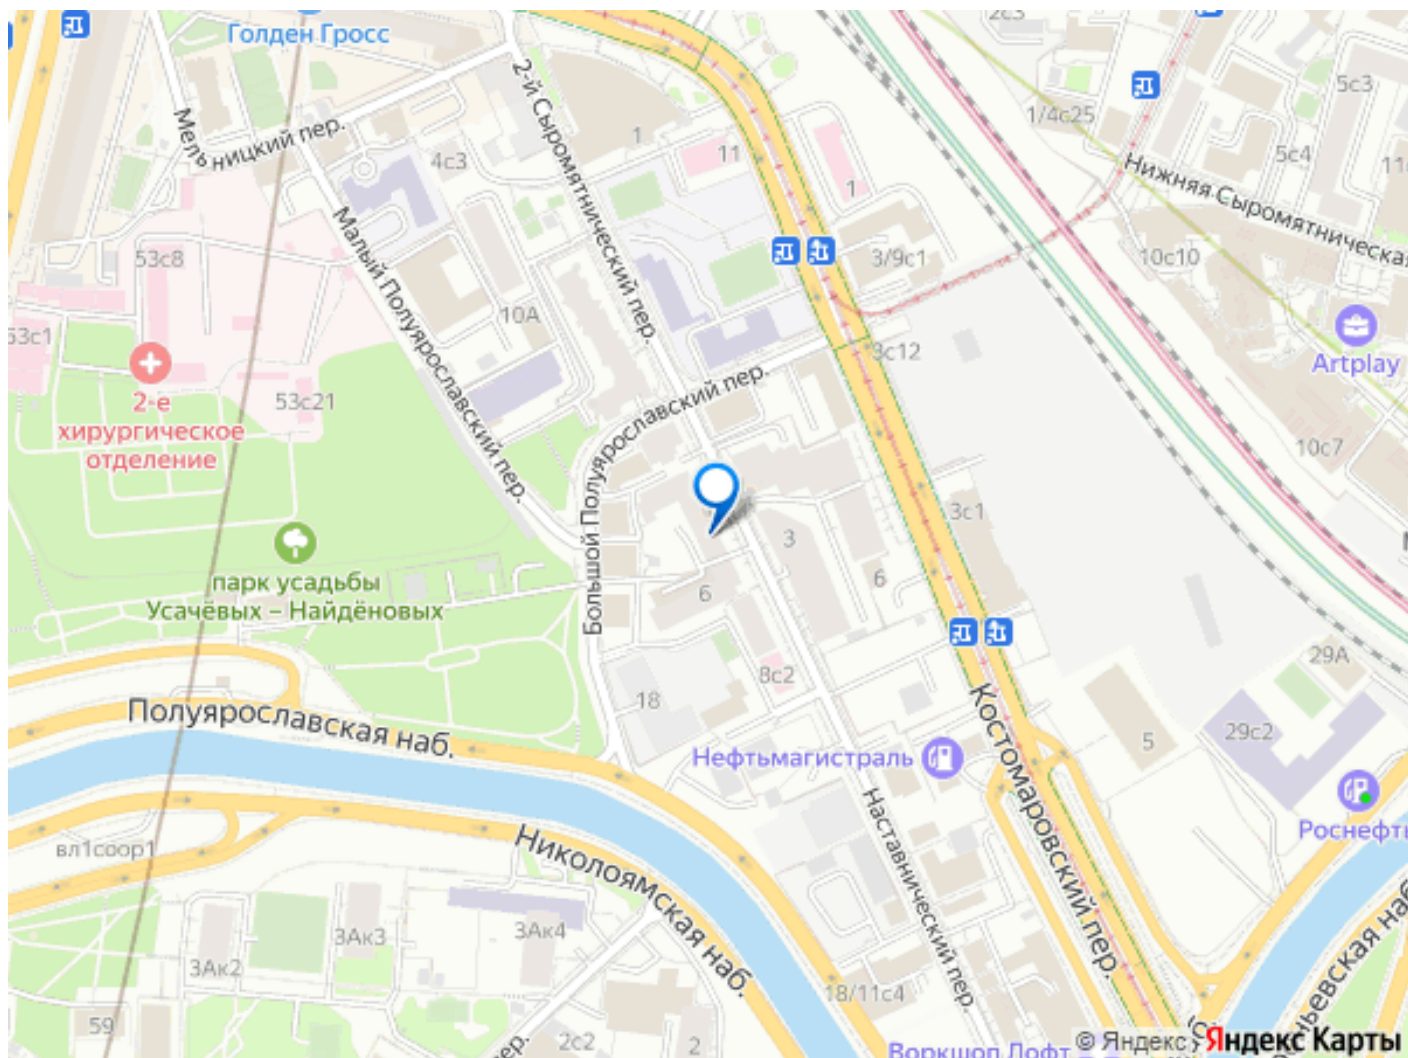 2с3
Голден Гросс
2-й Сыромятнический пер.
5с3
1/4с25
Мельницкий пер.
1
4с3
11
5с4
Нижняя Сыромятническая
1
Малый Полуярославский пер.
53с8
3/9с1
10с10
10А
53с1
3с12
Artplay
Большой Полуярославский пер.
2-е
хирургическое
отделение
53с21
10с7
3с1
3
парк усадьбы
Усачёвых – Найдёновых
6
6
29А
8с2
18
Полуярославская наб.
Костомаровский пер.
5
29с2
Нефтьмагистраль
Наставнический пер.
Роснефть
вл1соор1
Николоямская наб.
3Ак3
3Ак4
3Ак2
18/11с4
59
2с2
2
пер.
Воркшоп Лофт
© Яндекс
Яндекс Карты